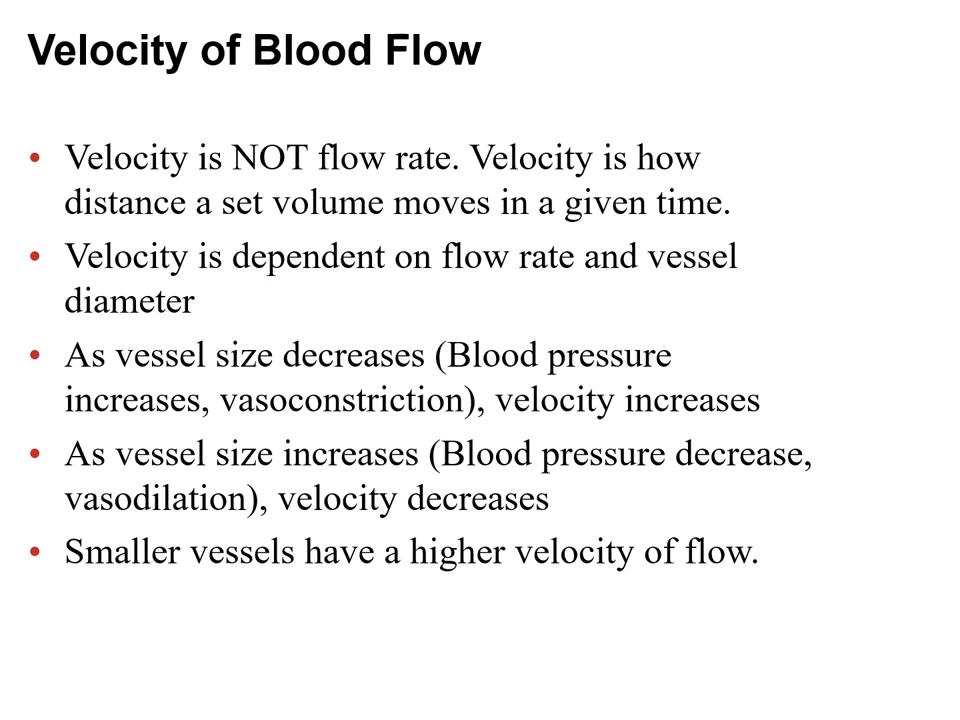 Velocity of Blood Flow
• Velocity is NOT flow rate. Velocity is how
distance a set volume moves in a given time.
• Velocity is dependent on flow rate and vessel
diameter
• As vessel size decreases (Blood pressure
increases, vasoconstriction), velocity increases
• As vessel size increases (Blood pressure decrease,
vasodilation), velocity decreases
• Smaller vessels have a higher velocity of flow.